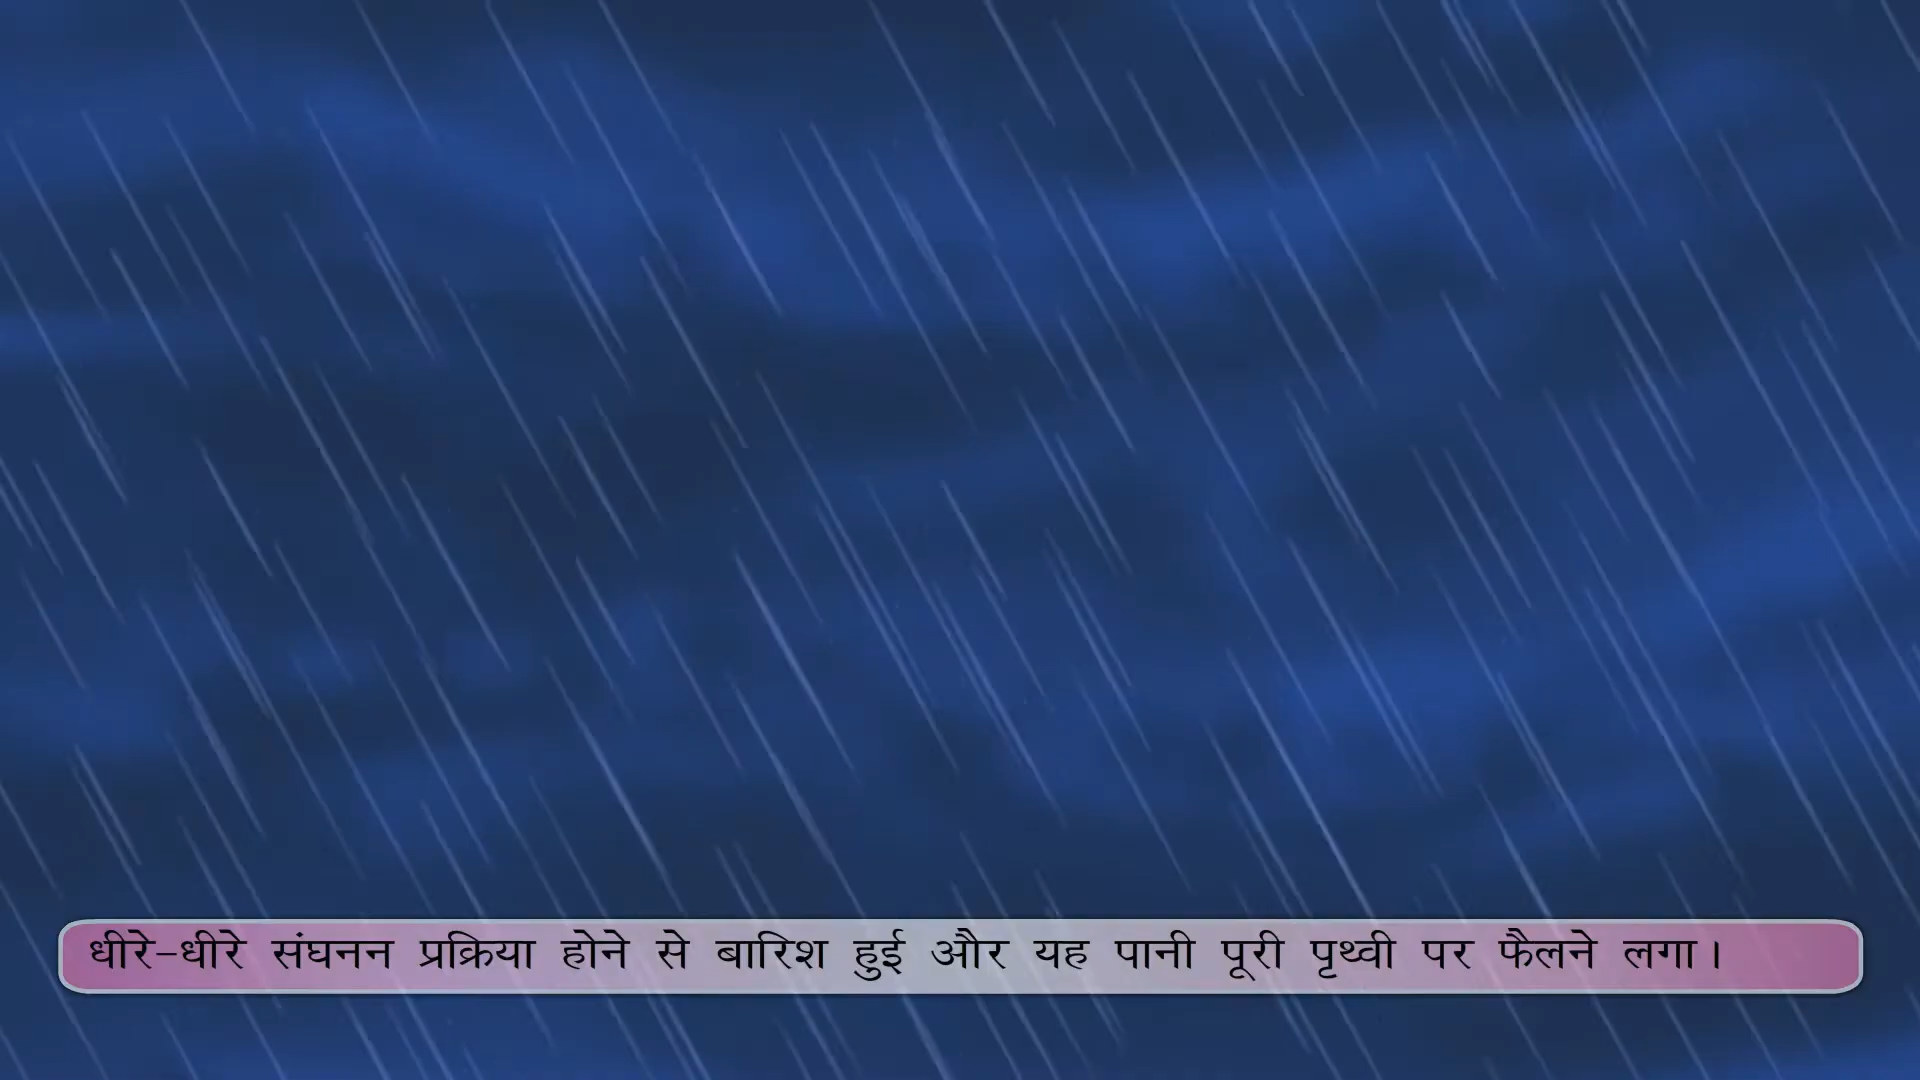 धीरे-धीरे संघनन प्रक्रिया होने से बारिश हुई और यह पानी पूरी पृथ्वी पर फैलने लगा।